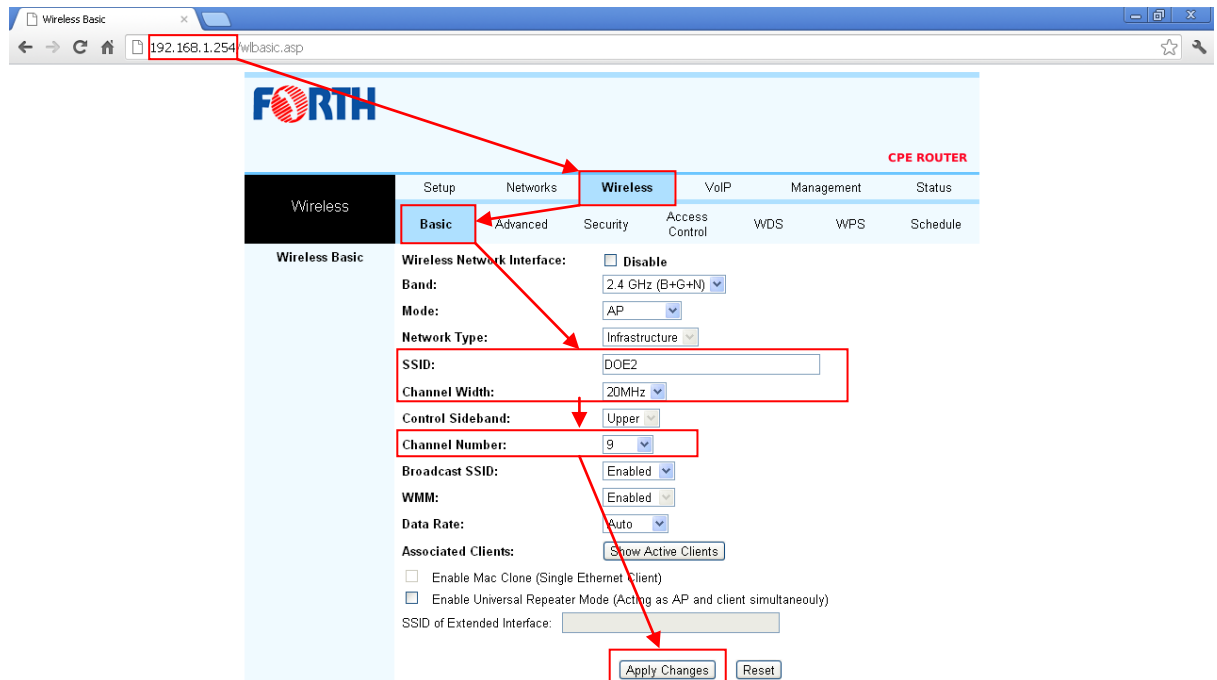 Wireless Basic
192.168.1.254/wlbasic.asp
FORTH
CPE ROUTER
Wireless
Setup Networks Wireless VoIP Management Status
Basic Advanced Security Access Control WDS WPS Schedule
Wireless Basic
Wireless Network Interface: Disable
Band: 2.4 GHz (B+G+N)
Mode: AP
Network Type: Infrastructure
SSID: DOE2
Channel Width: 20MHz
Control Sideband: Upper
Channel Number: 9
Broadcast SSID: Enabled
WMM: Enabled
Data Rate: Auto
Associated Clients: Show Active Clients
Enable Mac Clone (Single Ethernet Client)
Enable Universal Repeater Mode (Acting as AP and client simultaneouly)
SSID of Extended Interface:
Apply Changes Reset